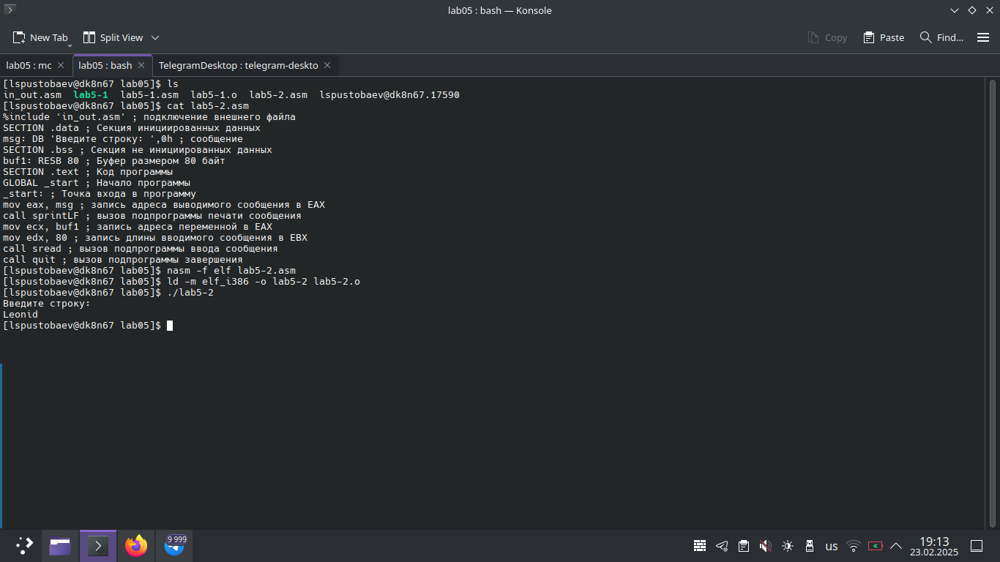 lab05 : bash — Konsole
New Tab Split View Copy Paste Find...
lab05 : mc lab05 : bash TelegramDesktop : telegram-deskto
[lspustobaev@dk8n67 lab05]$ ls
in_out.asm lab5-1 lab5-1.asm lab5-1.o lab5-2.asm lspustobaev@dk8n67.17590
[lspustobaev@dk8n67 lab05]$ cat lab5-2.asm
%include 'in_out.asm' ; подключение внешнего файла
SECTION .data ; Секция инициированных данных
msg: DB 'Введите строку: ',0h ; сообщение
SECTION .bss ; Секция не инициированных данных
buf1: RESB 80 ; Буфер размером 80 байт
SECTION .text ; Код программы
GLOBAL _start ; Начало программы
_start: ; Точка входа в программу
mov eax, msg ; запись адреса выводимого сообщения в EAX
call sprintLF ; вызов подпрограммы печати сообщения
mov ecx, buf1 ; запись адреса переменной в EAX
mov edx, 80 ; запись длины вводимого сообщения в EBX
call sread ; вызов подпрограммы ввода сообщения
call quit ; вызов подпрограммы завершения
[lspustobaev@dk8n67 lab05]$ nasm -f elf lab5-2.asm
[lspustobaev@dk8n67 lab05]$ ld -m elf_i386 -o lab5-2 lab5-2.o
[lspustobaev@dk8n67 lab05]$ ./lab5-2
Введите строку:
Leonid
[lspustobaev@dk8n67 lab05]$
9 999
us
19:13
23.02.2025